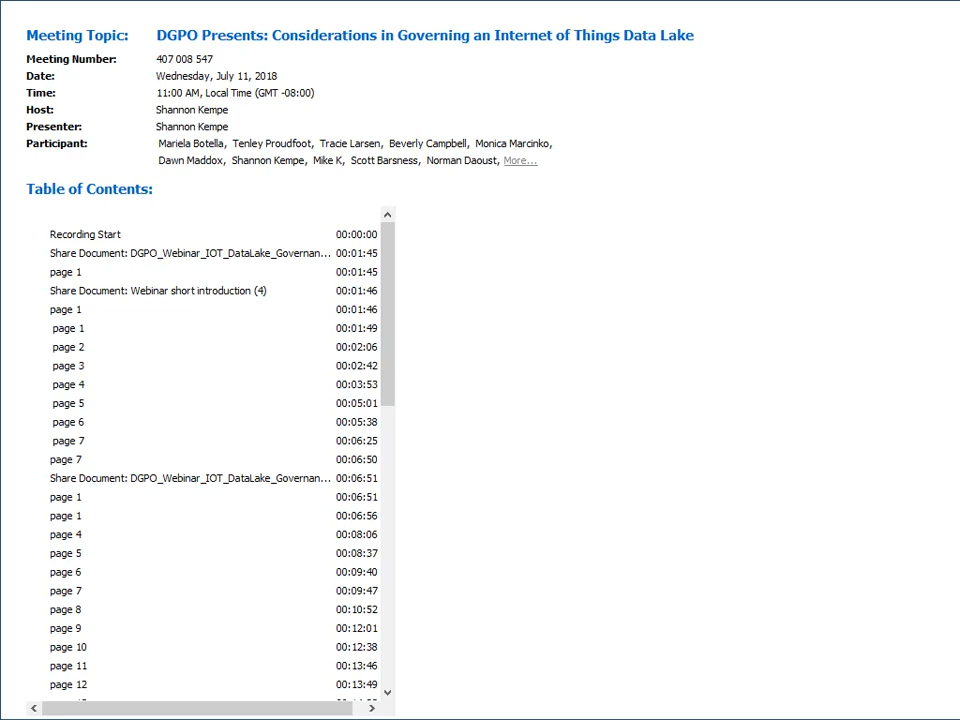 Meeting Topic: DGPO Presents: Considerations in Governing an Internet of Things Data Lake
Meeting Number: 407 008 547
Date: Wednesday, July 11, 2018
Time: 11:00 AM, Local Time (GMT -08:00)
Host: Shannon Kempe
Presenter: Shannon Kempe
Participant: Mariela Botella, Tenley Proudfoot, Tracie Larsen, Beverly Campbell, Monica Marcinko,
Dawn Maddox, Shannon Kempe, Mike K, Scott Barsness, Norman Daoust, More...
Table of Contents:
Recording Start 00:00:00
Share Document: DGPO_Webinar_IOT_DataLake_Governan... 00:01:45
page 1 00:01:45
Share Document: Webinar short introduction (4) 00:01:46
page 1 00:01:46
page 1 00:01:49
page 2 00:02:06
page 3 00:02:42
page 4 00:03:53
page 5 00:05:01
page 6 00:05:38
page 7 00:06:25
page 7 00:06:50
Share Document: DGPO_Webinar_IOT_DataLake_Governan... 00:06:51
page 1 00:06:51
page 1 00:06:56
page 4 00:08:06
page 5 00:08:37
page 6 00:09:40
page 7 00:09:47
page 8 00:10:52
page 9 00:12:01
page 10 00:12:38
page 11 00:13:46
page 12 00:13:49